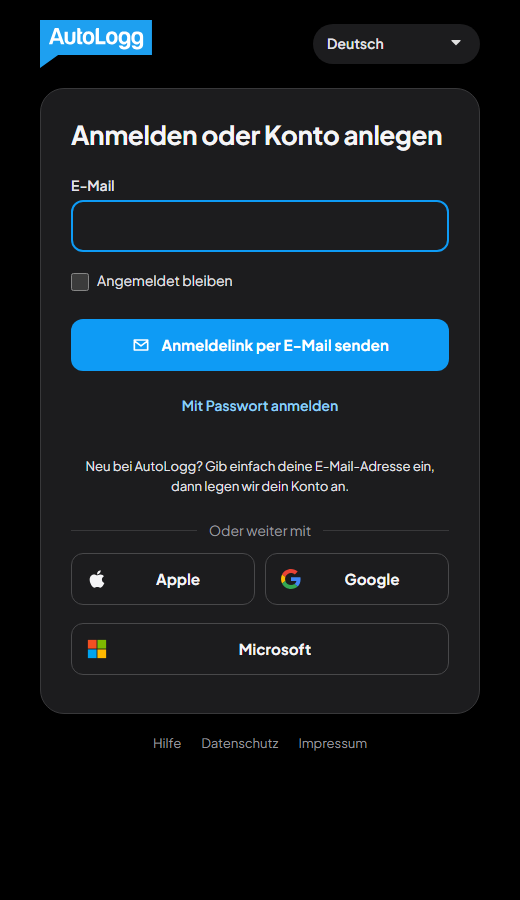 AutoLogg
Deutsch
Anmelden oder Konto anlegen
E-Mail
Angemeldet bleiben
Anmeldelink per E-Mail senden
Mit Passwort anmelden
Neu bei AutoLogg? Gib einfach deine E-Mail-Adresse ein,
dann legen wir dein Konto an.
Oder weiter mit
Apple
Google
Microsoft
Hilfe Datenschutz Impressum